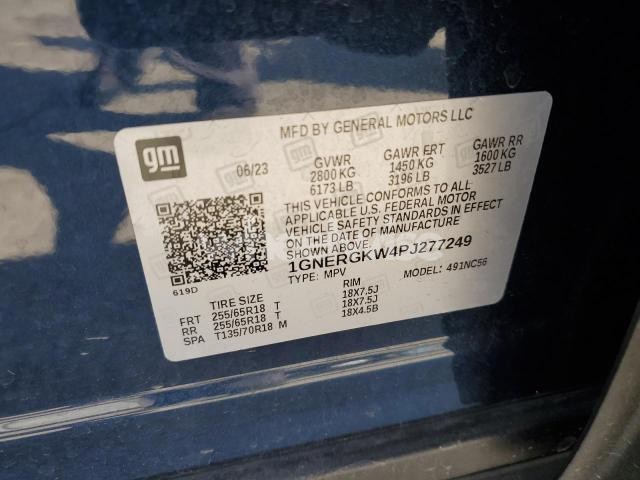 MFD BY GENERAL MOTORS LLC
gm
06/23
GVWR GAWR FRT GAWR RR
2800 KG 1450 KG 1600 KG
6173 LB 3196 LB 3527 LB
THIS VEHICLE CONFORMS TO ALL
APPLICABLE U.S. FEDERAL MOTOR
VEHICLE SAFETY STANDARDS IN EFFECT
ON THE DATE OF MANUFACTURE
SHOWN ABOVE.
1GNERGKW4PJ277249
TYPE: MPV MODEL: 491NC56
619D
TIRE SIZE RIM
FRT 255/65R18 T 18X7.5J
RR 255/65R18 T 18X7.5J
SPA T135/70R18 M 18X4.5B